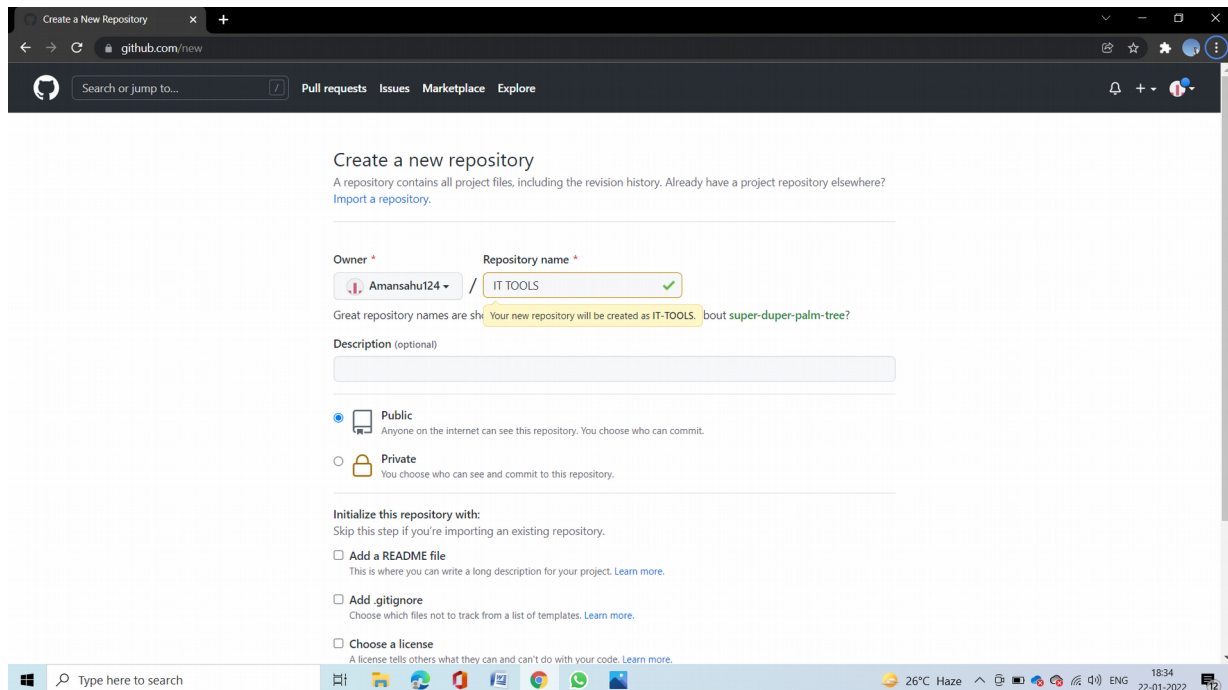 Create a New Repository
github.com/new
Search or jump to... / Pull requests Issues Marketplace Explore
Create a new repository
A repository contains all project files, including the revision history. Already have a project repository elsewhere?
Import a repository.
Owner * Repository name *
Amansahu124 / IT TOOLS
Great repository names are sh Your new repository will be created as IT-TOOLS. bout super-duper-palm-tree?
Description (optional)
Public
Anyone on the internet can see this repository. You choose who can commit.
Private
You choose who can see and commit to this repository.
Initialize this repository with:
Skip this step if you're importing an existing repository.
Add a README file
This is where you can write a long description for your project. Learn more.
Add .gitignore
Choose which files not to track from a list of templates. Learn more.
Choose a license
A license tells others what they can and can't do with your code. Learn more.
Type here to search 26°C Haze ENG 18:34
22-01-2022 12